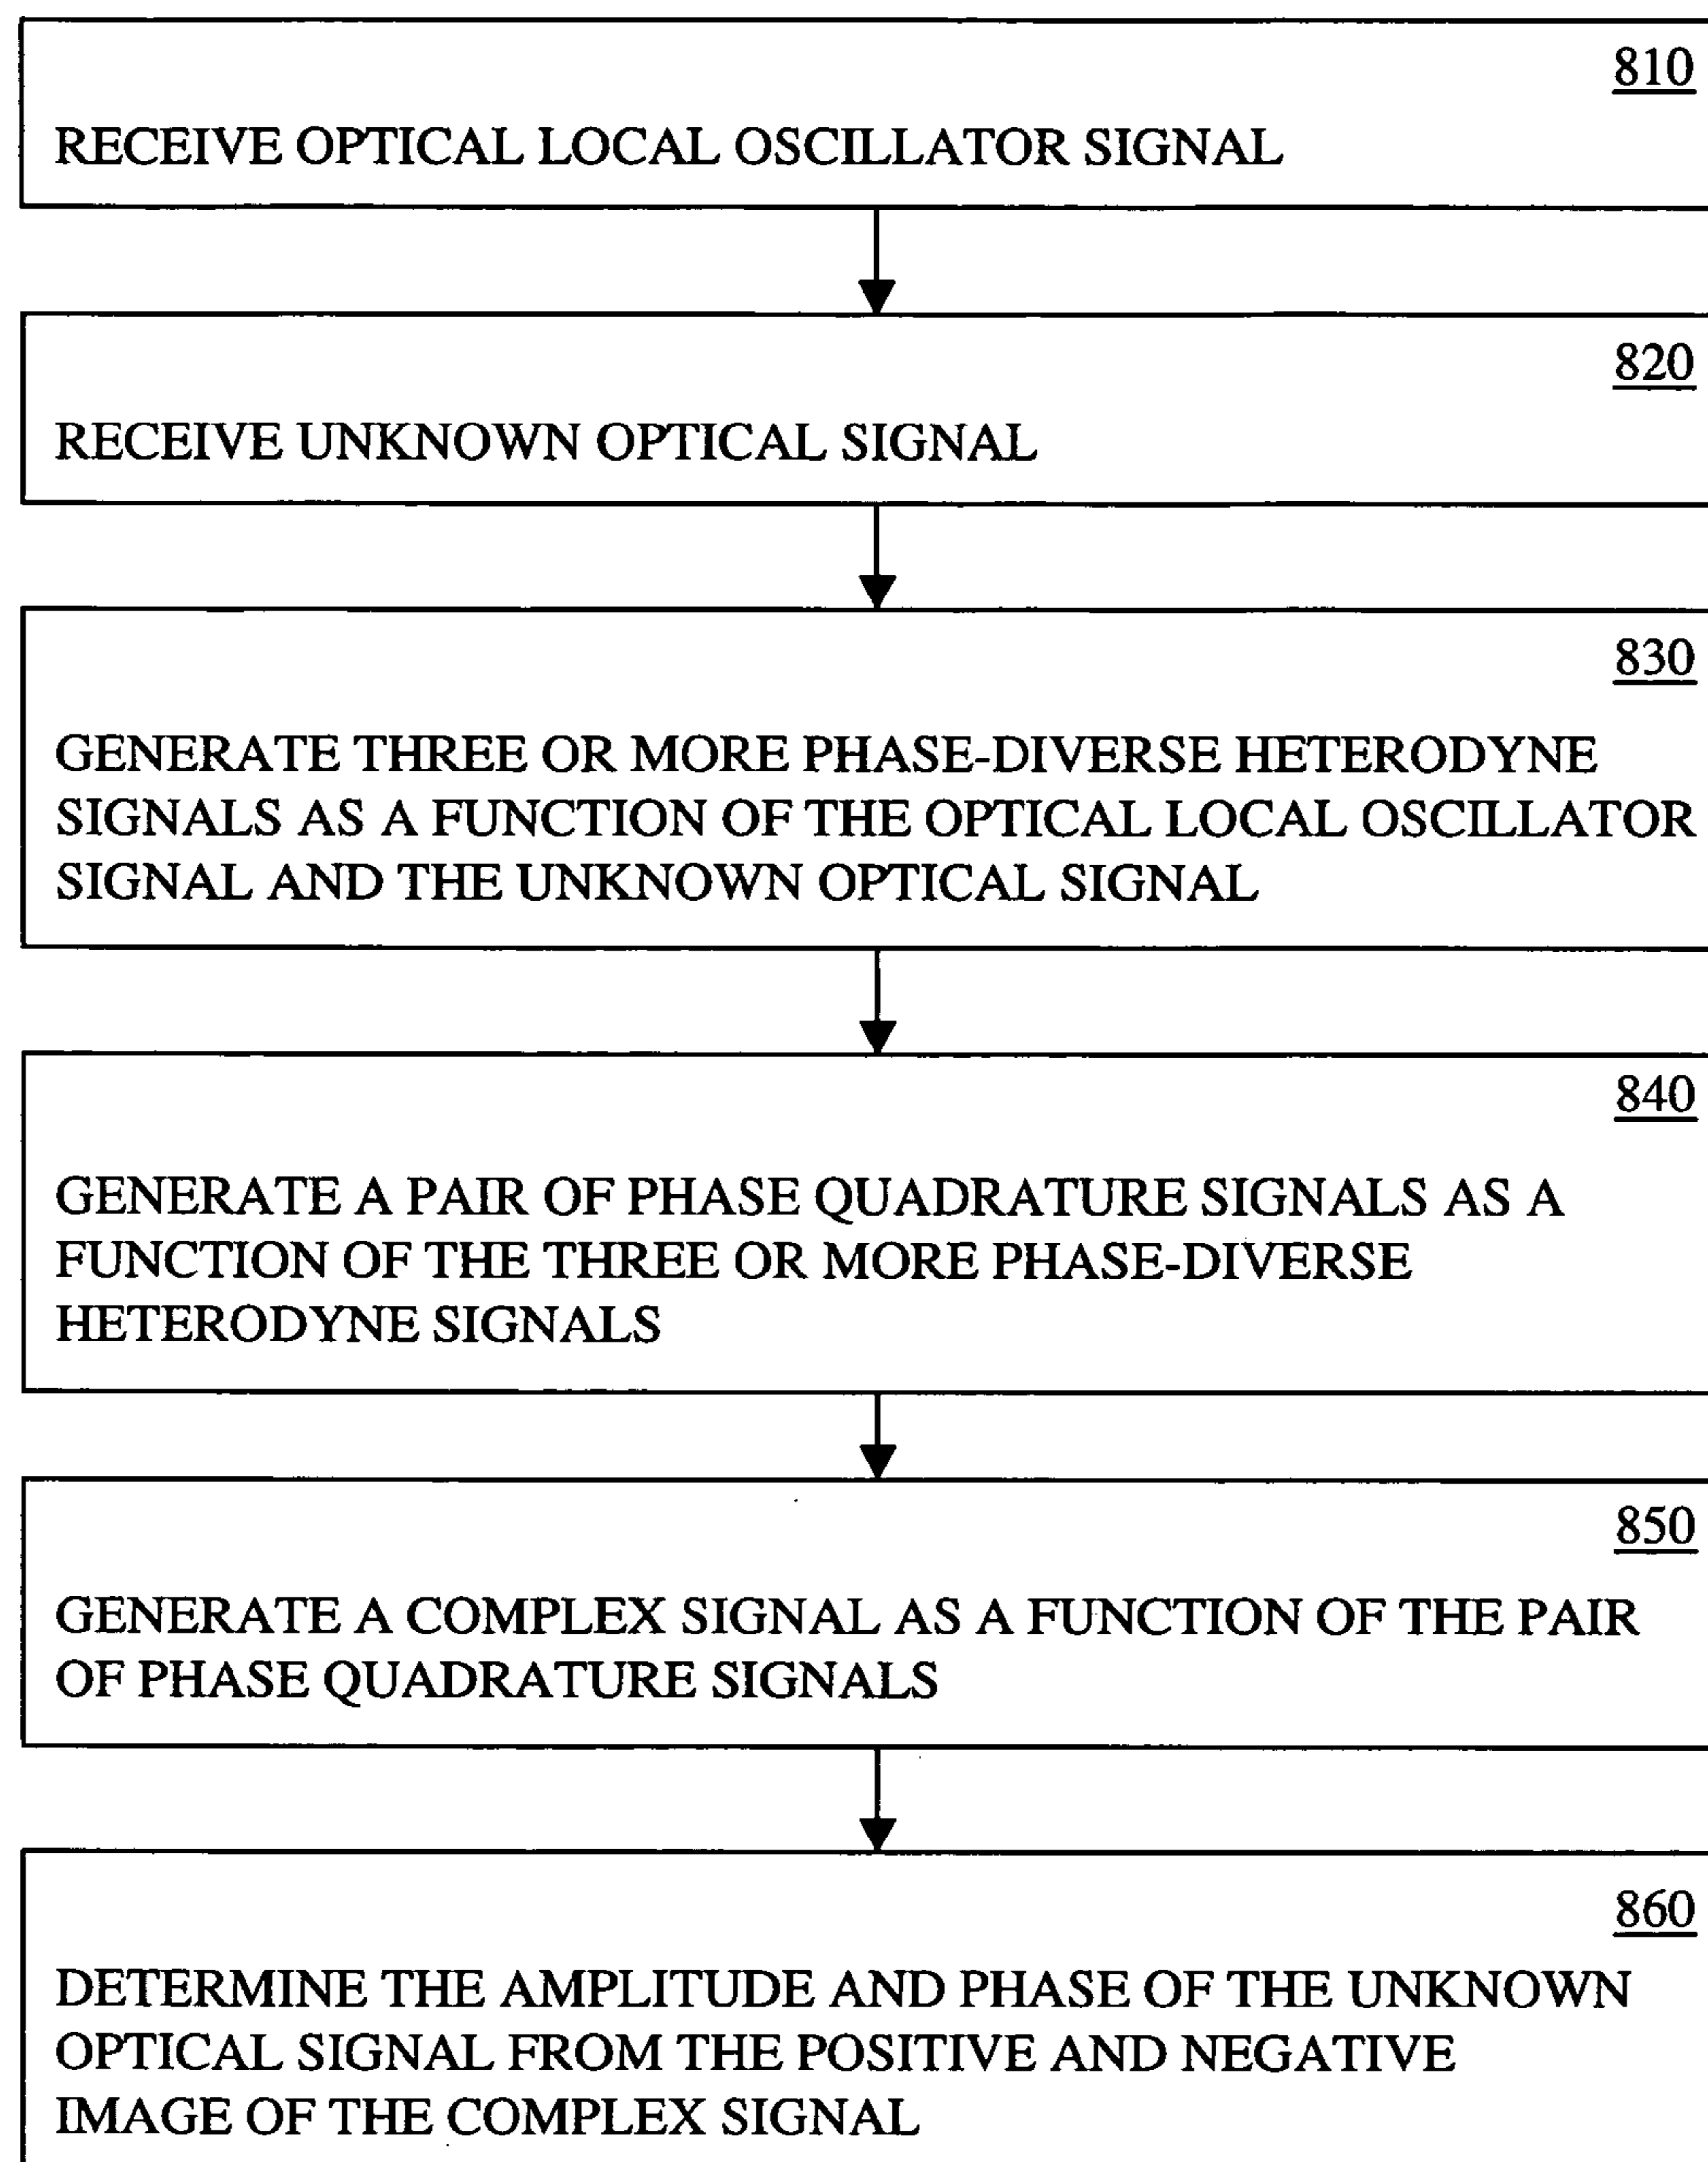 810
RECEIVE OPTICAL LOCAL OSCILLATOR SIGNAL
820
RECEIVE UNKNOWN OPTICAL SIGNAL
830
GENERATE THREE OR MORE PHASE-DIVERSE HETERODYNE
SIGNALS AS A FUNCTION OF THE OPTICAL LOCAL OSCILLATOR
SIGNAL AND THE UNKNOWN OPTICAL SIGNAL
840
GENERATE A PAIR OF PHASE QUADRATURE SIGNALS AS A
FUNCTION OF THE THREE OR MORE PHASE-DIVERSE
HETERODYNE SIGNALS
850
GENERATE A COMPLEX SIGNAL AS A FUNCTION OF THE PAIR
OF PHASE QUADRATURE SIGNALS
860
DETERMINE THE AMPLITUDE AND PHASE OF THE UNKNOWN
OPTICAL SIGNAL FROM THE POSITIVE AND NEGATIVE
IMAGE OF THE COMPLEX SIGNAL